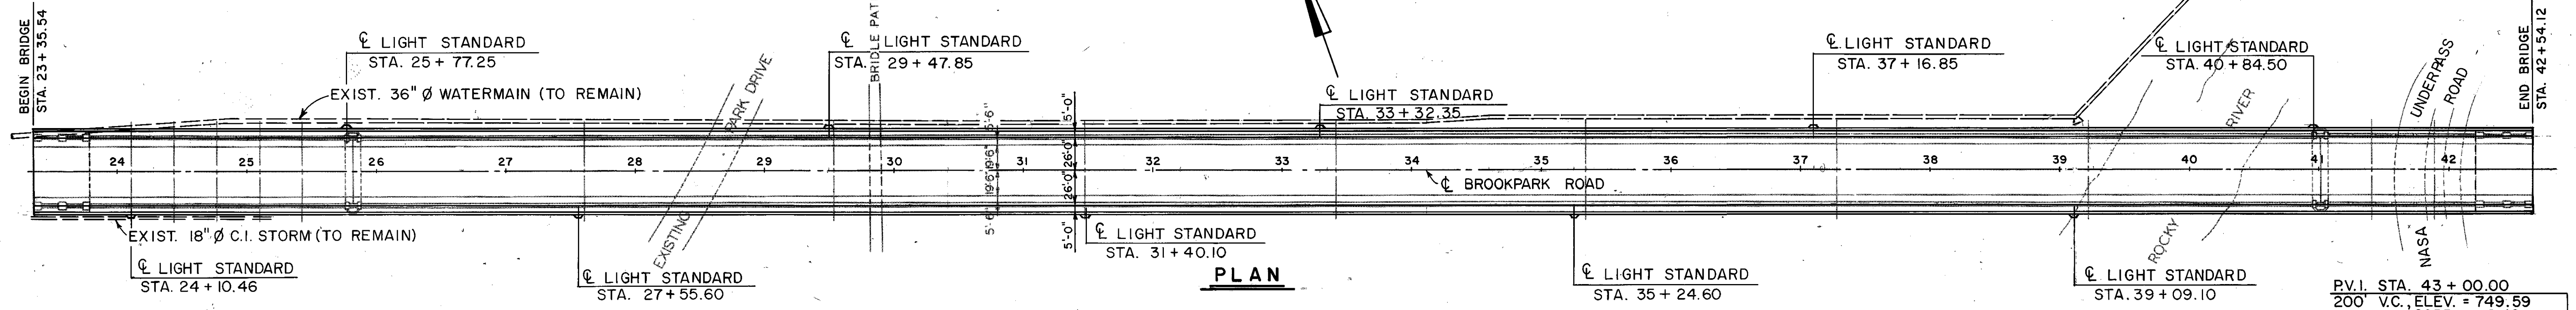 BEGIN BRIDGE
STA. 23+35.54
℄ LIGHT STANDARD
STA. 25+77.25
EXIST. 36" Ø WATERMAIN (TO REMAIN)
PARK DRIVE
℄ LIGHT STANDARD
STA. 29+47.85
BRIDLE PAT
℄ LIGHT STANDARD
STA. 33+32.35
℄ LIGHT STANDARD
STA. 37+16.85
℄ LIGHT STANDARD
STA. 40+84.50
RIVER
UNDERPASS
ROAD
END BRIDGE
STA. 42+54.12
5'-6"
5'-0"
24 25 26 27 28 29 30 31 32 33 34 35 36 37 38 39 40 41 42
19'-6"
26'-0"
19'-6"
26'-0"
℄ BROOKPARK ROAD
5'-6"
5'-0"
EXIST. 18" Ø C.I. STORM (TO REMAIN)
℄ LIGHT STANDARD
STA. 24+10.46
℄ LIGHT STANDARD
STA. 27+55.60
EXISTING
℄ LIGHT STANDARD
STA. 31+40.10
PLAN
℄ LIGHT STANDARD
STA. 35+24.60
℄ LIGHT STANDARD
STA. 39+09.10
ROCKY
NASA
P.V.I. STA. 43+00.00
200' V.C., ELEV. = 749.59